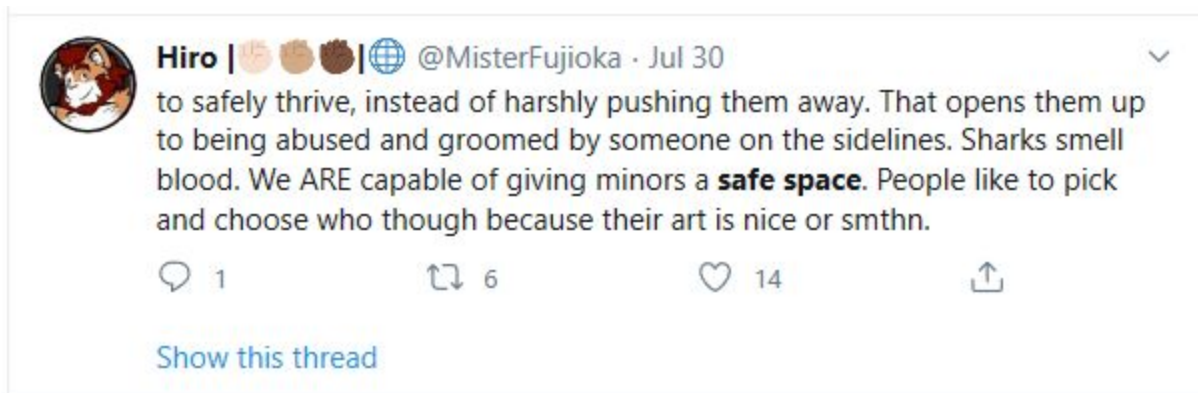 Hiro |✊🏻✊🏽✊🏿|🌐 @MisterFujioka · Jul 30
to safely thrive, instead of harshly pushing them away. That opens them up
to being abused and groomed by someone on the sidelines. Sharks smell
blood. We ARE capable of giving minors a safe space. People like to pick
and choose who though because their art is nice or smthn.
1 6 14
Show this thread